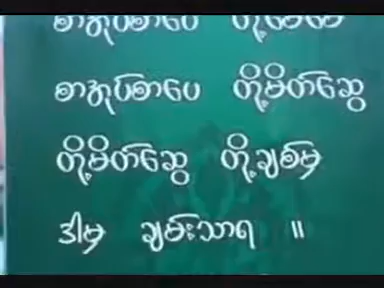 စာအုပ်စာပေ တို့မိတ်ဆွေ
တို့မိတ်ဆွေ တို့ချစ်မှ
ဒါမှ ချမ်းသာရ ။